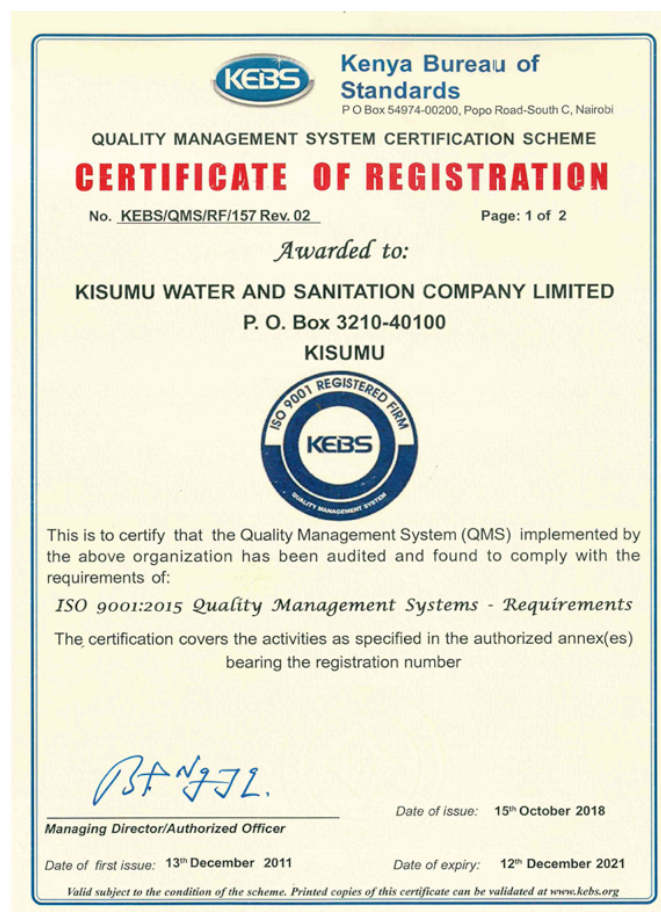 KEBS
Kenya Bureau of
Standards
P O Box 54974-00200, Popo Road-South C, Nairobi
QUALITY MANAGEMENT SYSTEM CERTIFICATION SCHEME
CERTIFICATE OF REGISTRATION
No. KEBS/QMS/RF/157 Rev. 02 Page: 1 of 2
Awarded to:
KISUMU WATER AND SANITATION COMPANY LIMITED
P. O. Box 3210-40100
KISUMU
ISO 9001 REGISTERED FIRM
KEBS
QUALITY MANAGEMENT SYSTEM
This is to certify that the Quality Management System (QMS) implemented by
the above organization has been audited and found to comply with the
requirements of:
ISO 9001:2015 Quality Management Systems - Requirements
The certification covers the activities as specified in the authorized annex(es)
bearing the registration number
Date of issue: 15th October 2018
Managing Director/Authorized Officer
Date of first issue: 13th December 2011 Date of expiry: 12th December 2021
Valid subject to the condition of the scheme. Printed copies of this certificate can be validated at www.kebs.org